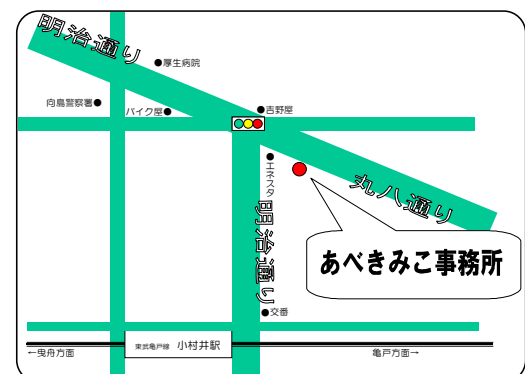 明治通り
●厚生病院
向島警察署●
バイク屋●
●吉野屋
●エネスタ
丸八通り
明治通り
あべきみこ事務所
●交番
東武亀戸線 小村井駅
←曳舟方面
亀戸方面→